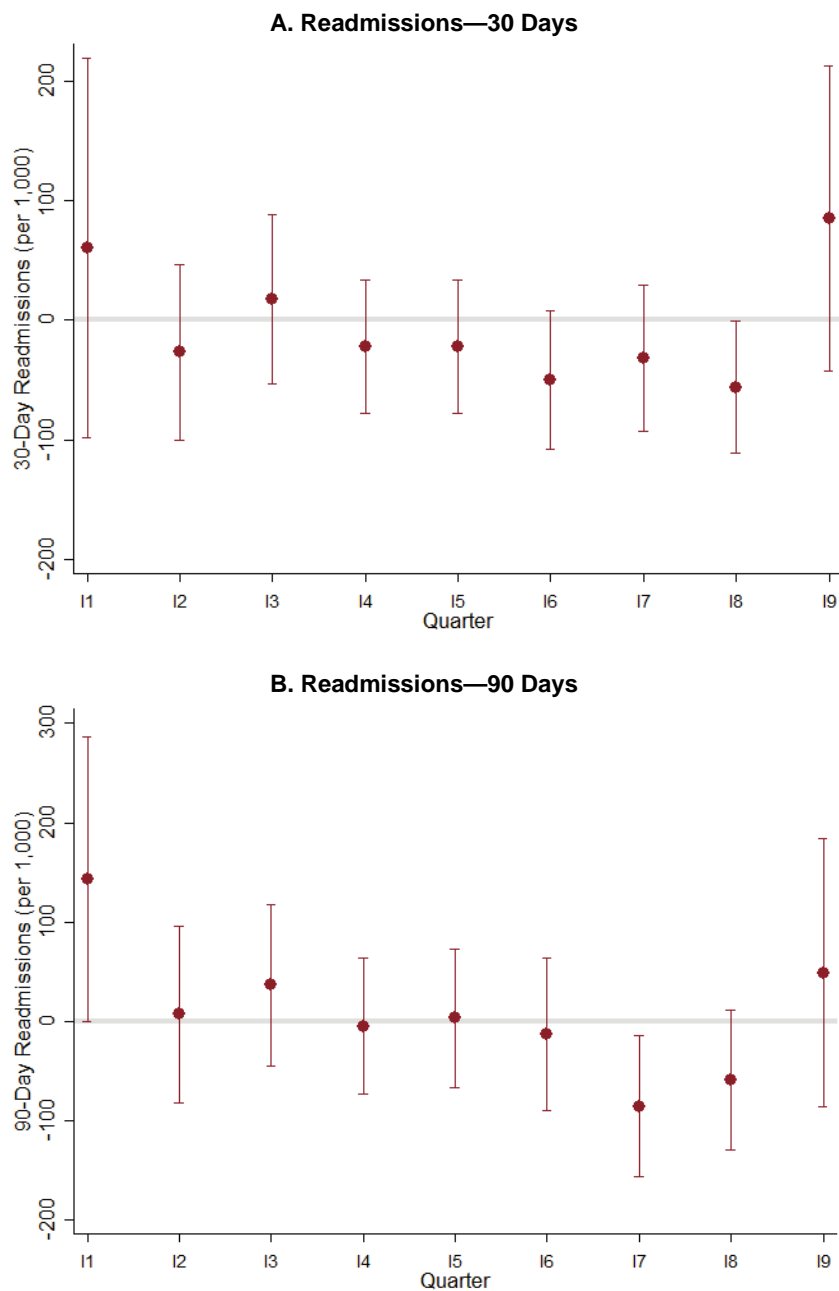 A. Readmissions—30 Days
30-Day Readmissions (per 1,000)
200
100
0
-100
-200
I1 I2 I3 I4 I5 I6 I7 I8 I9
Quarter
B. Readmissions—90 Days
90-Day Readmissions (per 1,000)
300
200
100
0
-100
-200
I1 I2 I3 I4 I5 I6 I7 I8 I9
Quarter